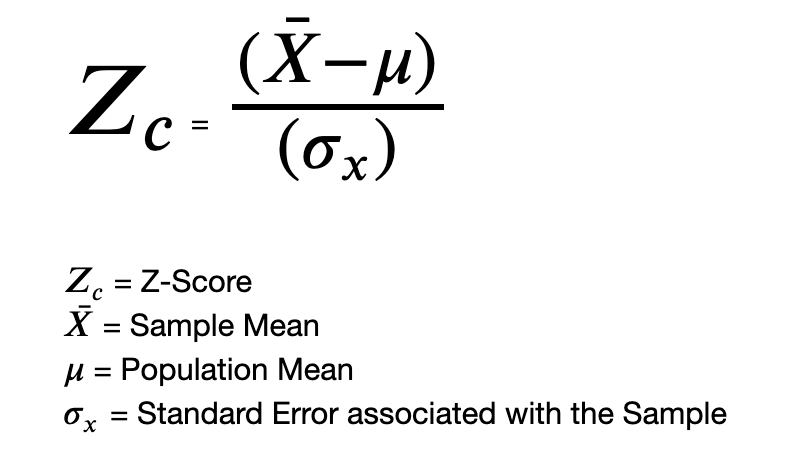 Z_c = (X̄−μ) / (σ_x)
Z_c = Z-Score
X̄ = Sample Mean
μ = Population Mean
σ_x = Standard Error associated with the Sample